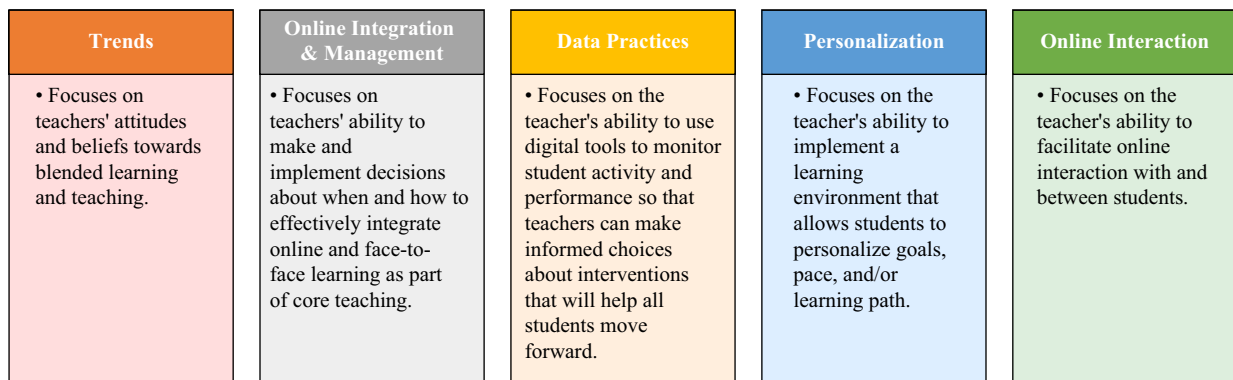 Trends
• Focuses on
teachers' attitudes
and beliefs towards
blended learning
and teaching.
Online Integration
& Management
• Focuses on
teachers' ability to
make and
implement decisions
about when and how to
effectively integrate
online and face-to-
face learning as part
of core teaching.
Data Practices
• Focuses on the
teacher's ability to use
digital tools to monitor
student activity and
performance so that
teachers can make
informed choices
about interventions
that will help all
students move
forward.
Personalization
• Focuses on the
teacher's ability to
implement a
learning
environment that
allows students to
personalize goals,
pace, and/or
learning path.
Online Interaction
• Focuses on the
teacher's ability to
facilitate online
interaction with and
between students.